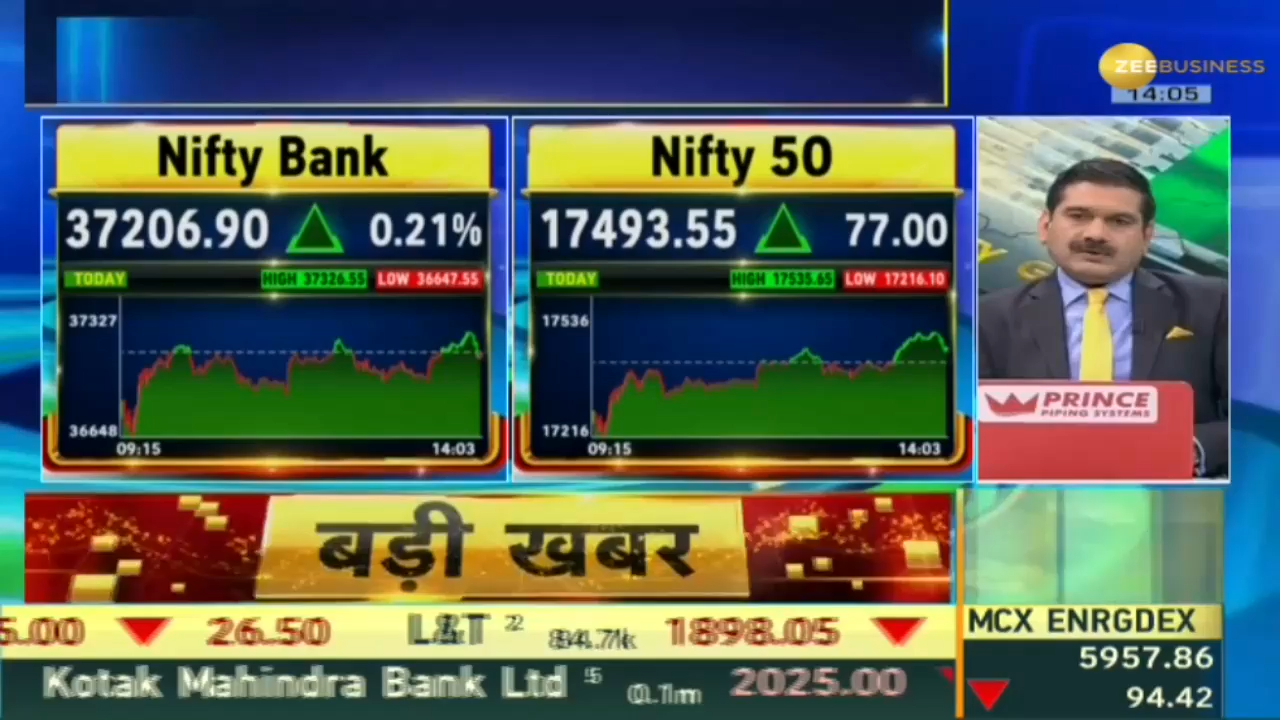 ZEEBUSINESS
14:05
Nifty Bank
37206.90 0.21%
TODAY HIGH 37326.55 LOW 36647.55
37327
36648
09:15 14:03
Nifty 50
17493.55 77.00
TODAY HIGH 17535.65 LOW 17216.10
17536
17216
09:15 14:03
PRINCE
PIPING SYSTEMS
बड़ी खबर
5.00 26.50 L&T 1898.05
Kotak Mahindra Bank Ltd 0.1m 2025.00
MCX ENRGDEX
5957.86
94.42